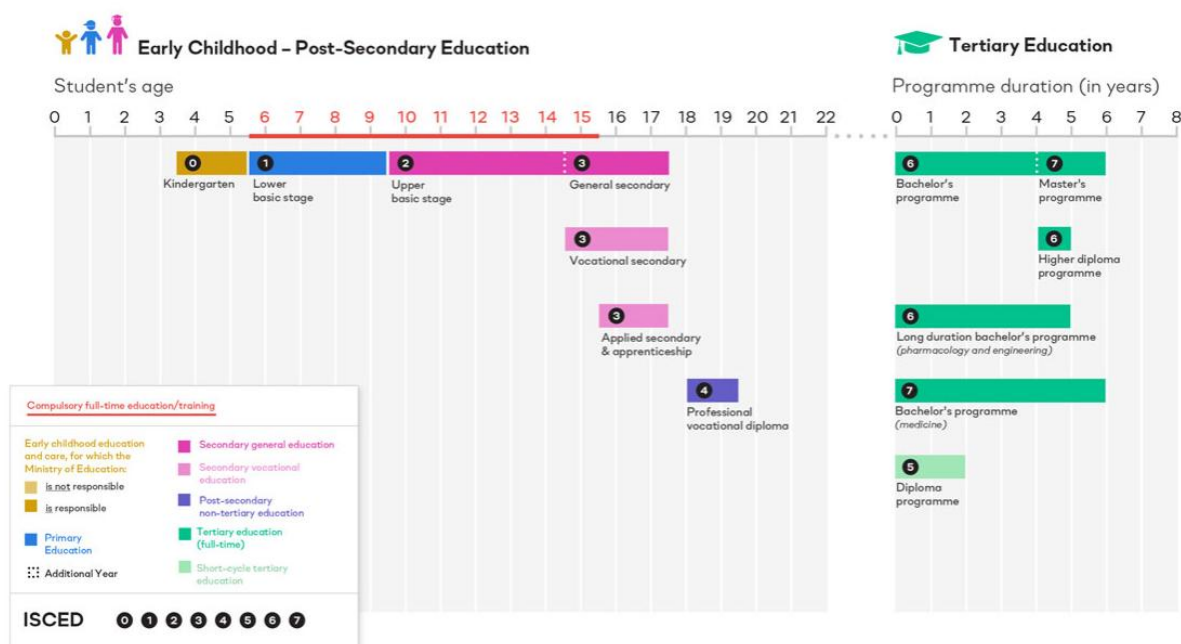 Early Childhood – Post-Secondary Education
Student's age
0 1 2 3 4 5 6 7 8 9 10 11 12 13 14 15 16 17 18 19 20 21 22
0
Kindergarten
1
Lower
basic stage
2
Upper
basic stage
3
General secondary
3
Vocational secondary
3
Applied secondary
& apprenticeship
4
Professional
vocational diploma
Tertiary Education
Programme duration (in years)
0 1 2 3 4 5 6 7 8
6
Bachelor's
programme
7
Master's
programme
6
Higher diploma
programme
6
Long duration bachelor's programme
(pharmacology and engineering)
7
Bachelor's programme
(medicine)
5
Diploma
programme
Compulsory full-time education/training
Early childhood education
and care, for which the
Ministry of Education:
is not responsible
is responsible
Primary
Education
Additional Year
Secondary general education
Secondary vocational
education
Post-secondary
non-tertiary education
Tertiary education
(full-time)
Short-cycle tertiary
education
ISCED 0 1 2 3 4 5 6 7